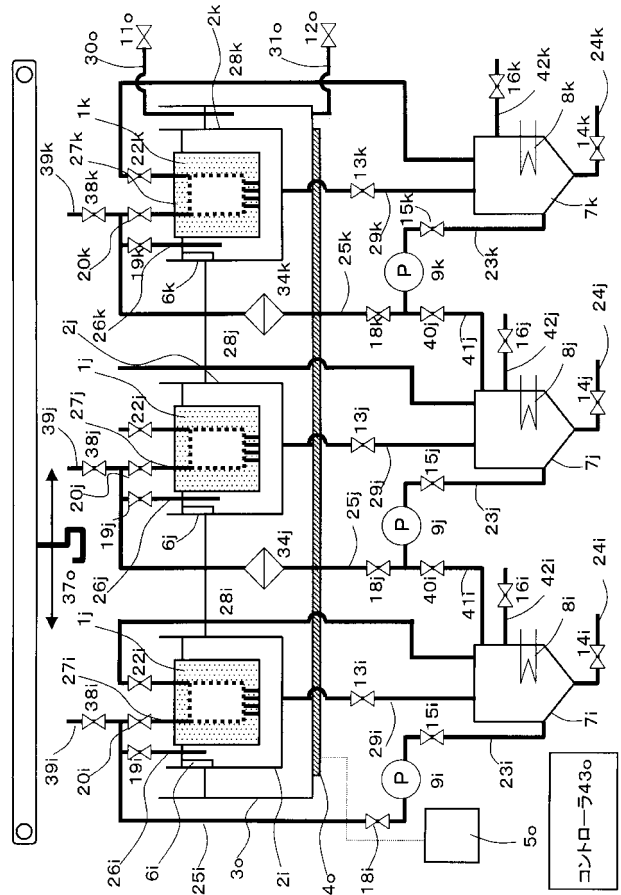 30o
11o
31o
12o
2k
28k
1k
27k
22k
39k
38k
20k
19k
26k
6k
34k
25k
18k
40j
41j
13k
29k
15k
9k
23k
16k
42k
8k
24k
14k
7k
2j
1j
27j
22j
39j
38j
20j
19j
26j
6j
28j
34j
25j
18j
40i
41i
13j
29j
15j
P
9j
23j
16j
42j
8j
24j
14j
7j
37o
1j
27i
22i
39i
38i
20i
19i
26i
6i
25i
3o
2i
4o
28i
18i
13i
29i
15i
P
9i
23i
16i
42i
8i
24i
14i
7i
P
5o
コントローラ43o